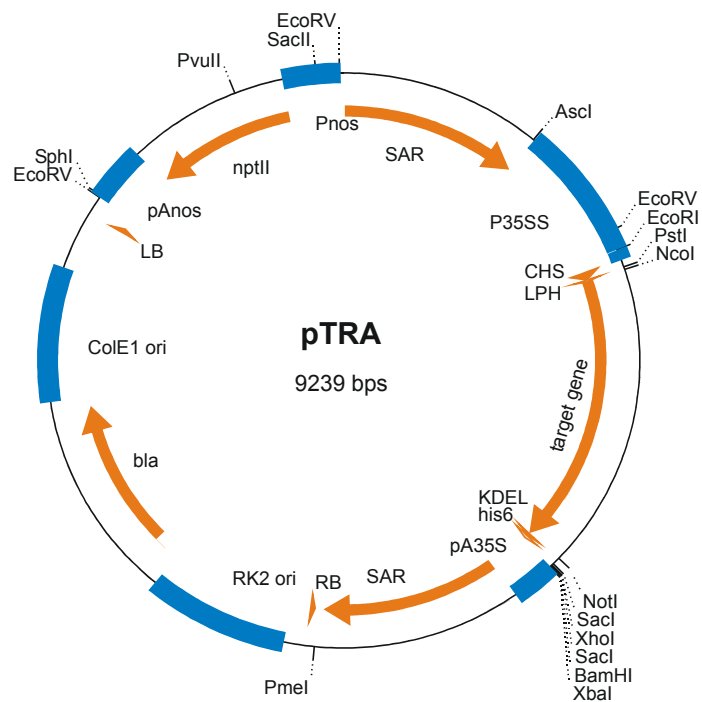 EcoRV
SacII
PvuII
Pnos
AscI
SphI
EcoRV
nptII
SAR
pAnos
LB
P35SS
EcoRV
EcoRI
PstI
NcoI
CHS
LPH
ColE1 ori
pTRA
9239 bps
target gene
bla
KDEL
his6
pA35S
RK2 ori
RB
SAR
NotI
SacI
XhoI
SacI
BamHI
XbaI
PmeI